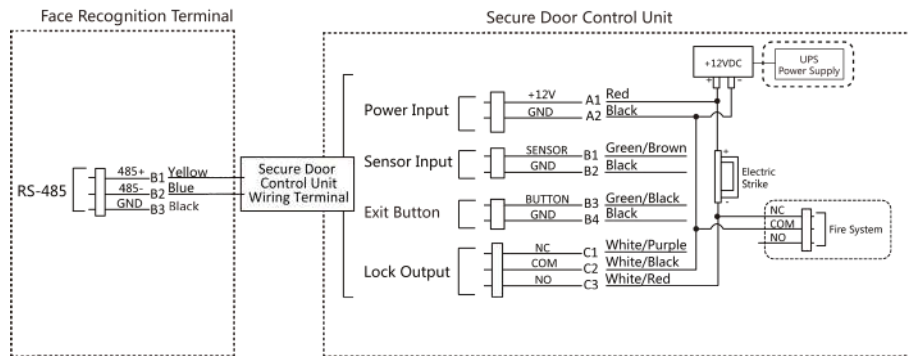 Face Recognition Terminal
Secure Door Control Unit
+12VDC
+ -
UPS
Power Supply
Power Input
+12V A1 Red
GND A2 Black
Sensor Input
SENSOR B1 Green/Brown
GND B2 Black
RS-485
485+ B1 Yellow
485- B2 Blue
GND B3 Black
Secure Door
Control Unit
Wiring Terminal
+
Electric
Strike
-
Exit Button
BUTTON B3 Green/Black
GND B4 Black
NC
COM
NO
Fire System
Lock Output
NC C1 White/Purple
COM C2 White/Black
NO C3 White/Red